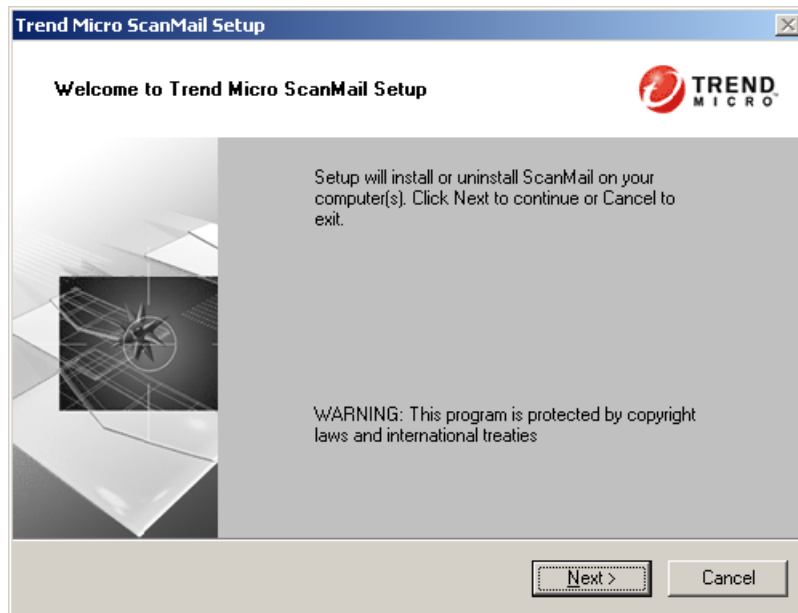 Trend Micro ScanMail Setup
Welcome to Trend Micro ScanMail Setup
TREND
MICRO
Setup will install or uninstall ScanMail on your
computer(s). Click Next to continue or Cancel to
exit.
WARNING: This program is protected by copyright
laws and international treaties
Next >
Cancel